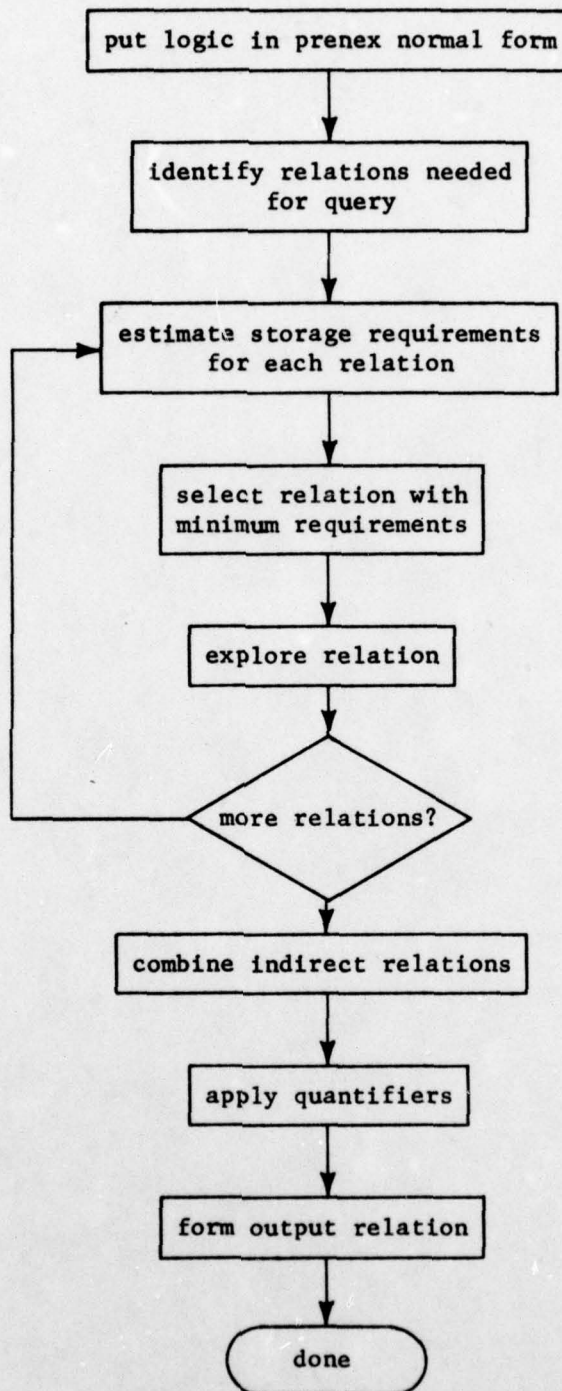 put logic in prenex normal form
identify relations needed
for query
estimate storage requirements
for each relation
select relation with
minimum requirements
explore relation
more relations?
combine indirect relations
apply quantifiers
form output relation
done